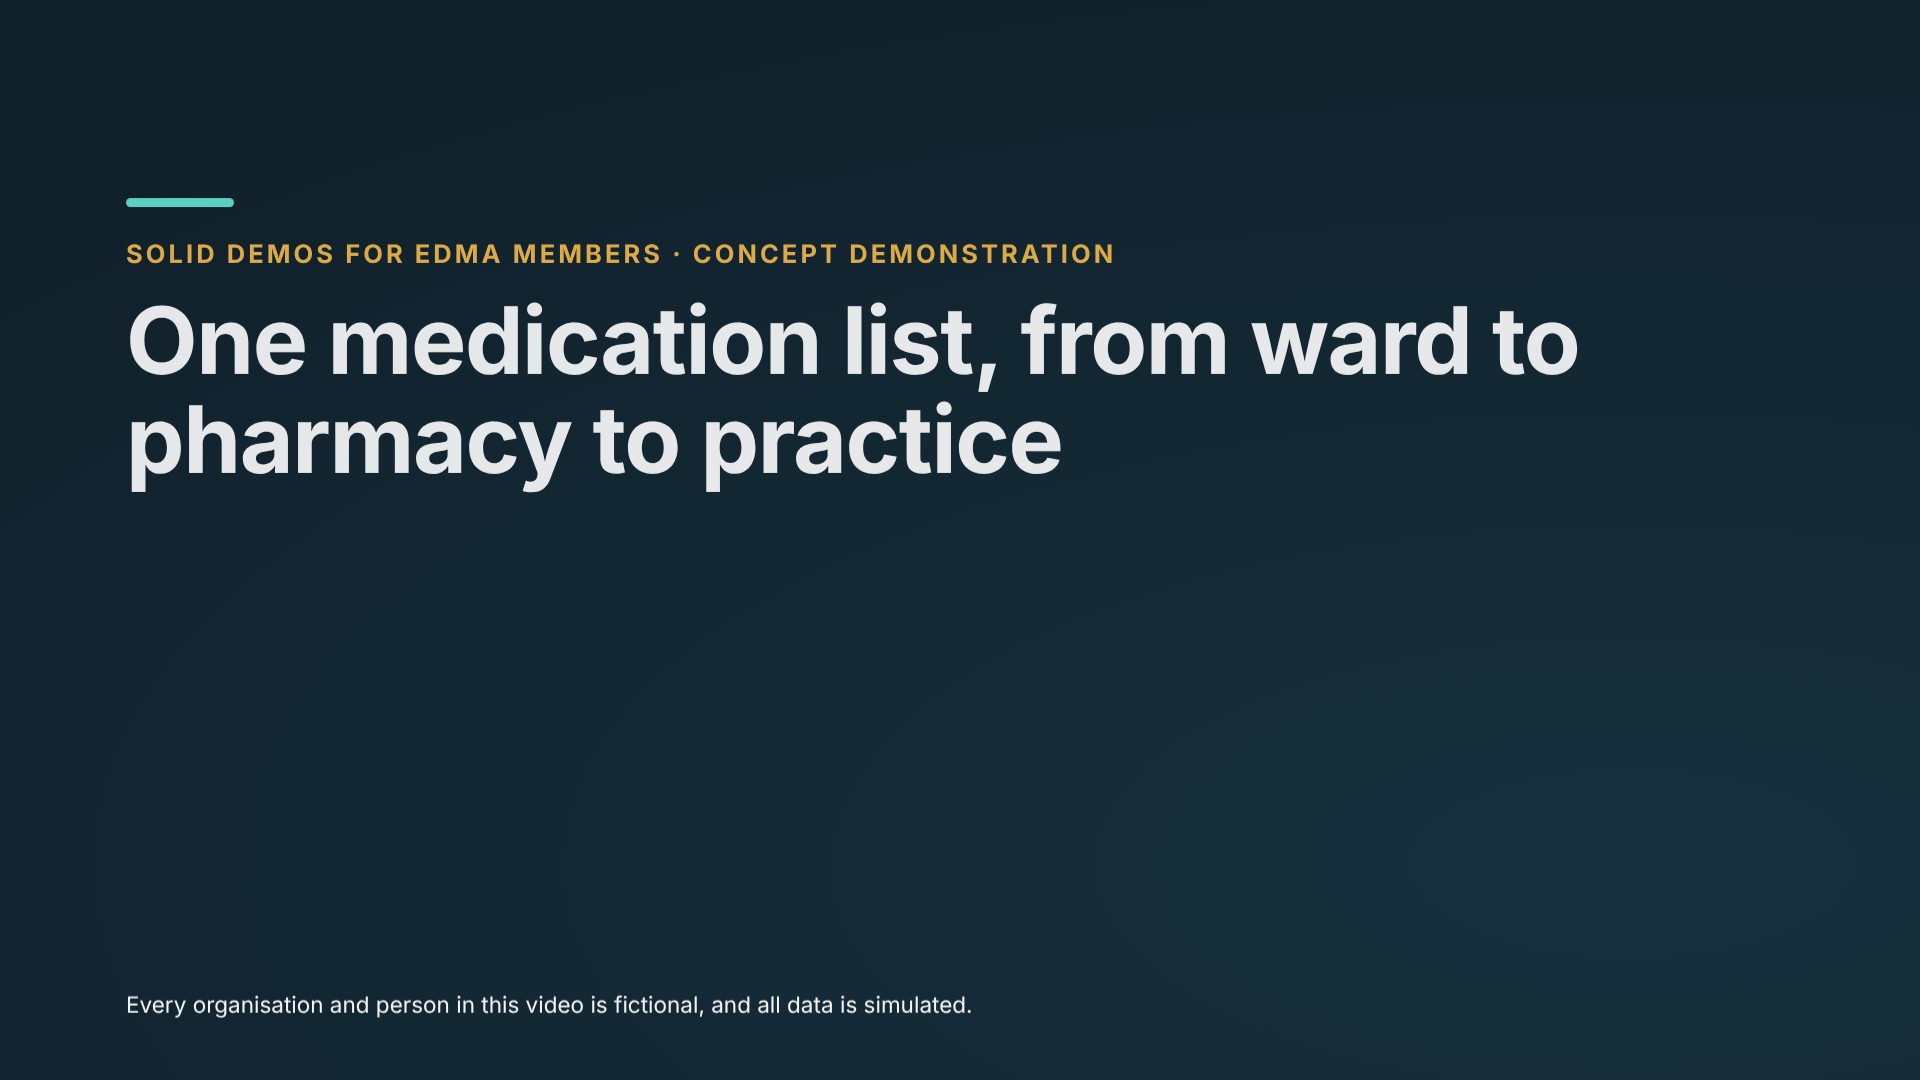 SOLID DEMOS FOR EDMA MEMBERS · CONCEPT DEMONSTRATION
One medication list, from ward to
pharmacy to practice
Every organisation and person in this video is fictional, and all data is simulated.